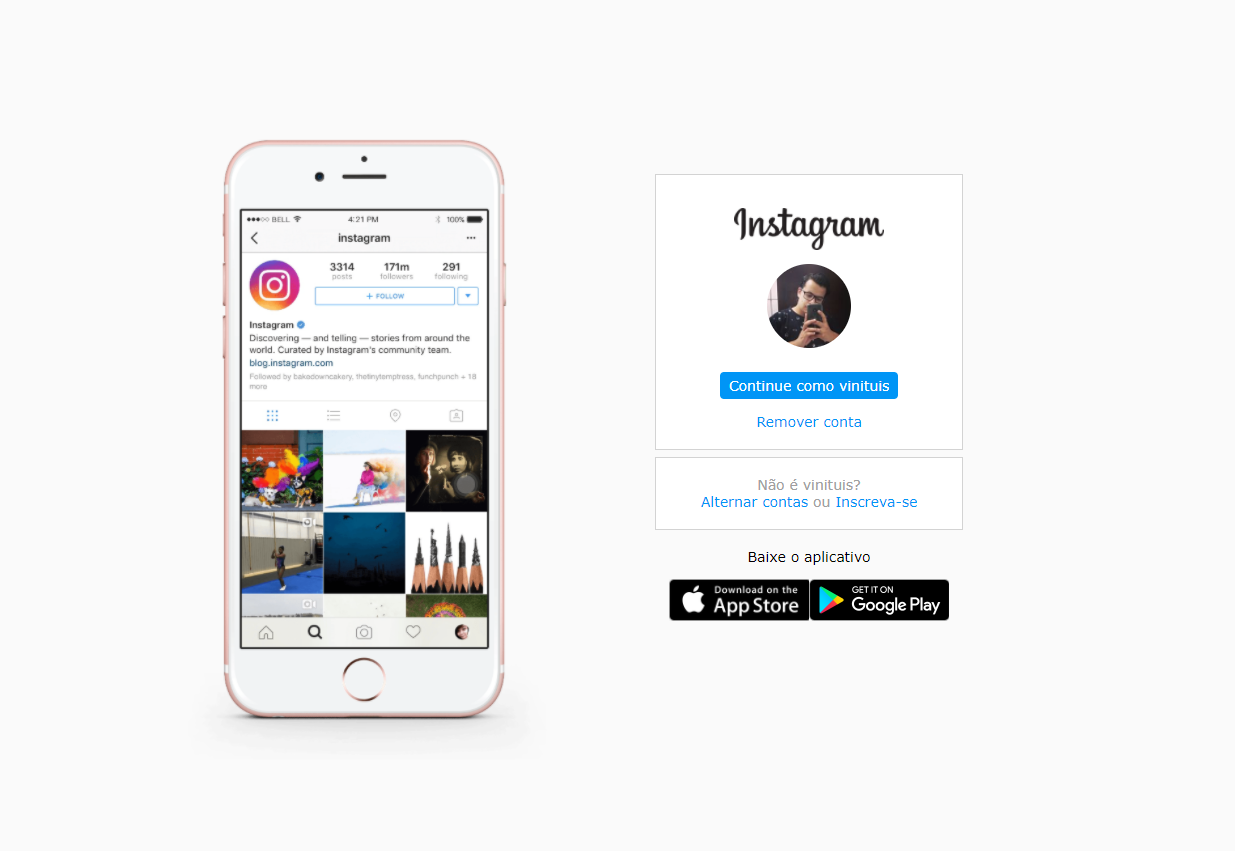 BELL
4:21 PM
100%
instagram
3314
posts
171m
followers
291
following
+ FOLLOW
Instagram
Discovering — and telling — stories from around the
world. Curated by Instagram's community team.
blog.instagram.com
Followed by bakadowncakery, thetinytemptress, funchpunch + 18
more
Instagram
Continue como vinituis
Remover conta
Não é vinituis?
Alternar contas ou Inscreva-se
Baixe o aplicativo
Download on the
App Store
GET IT ON
Google Play